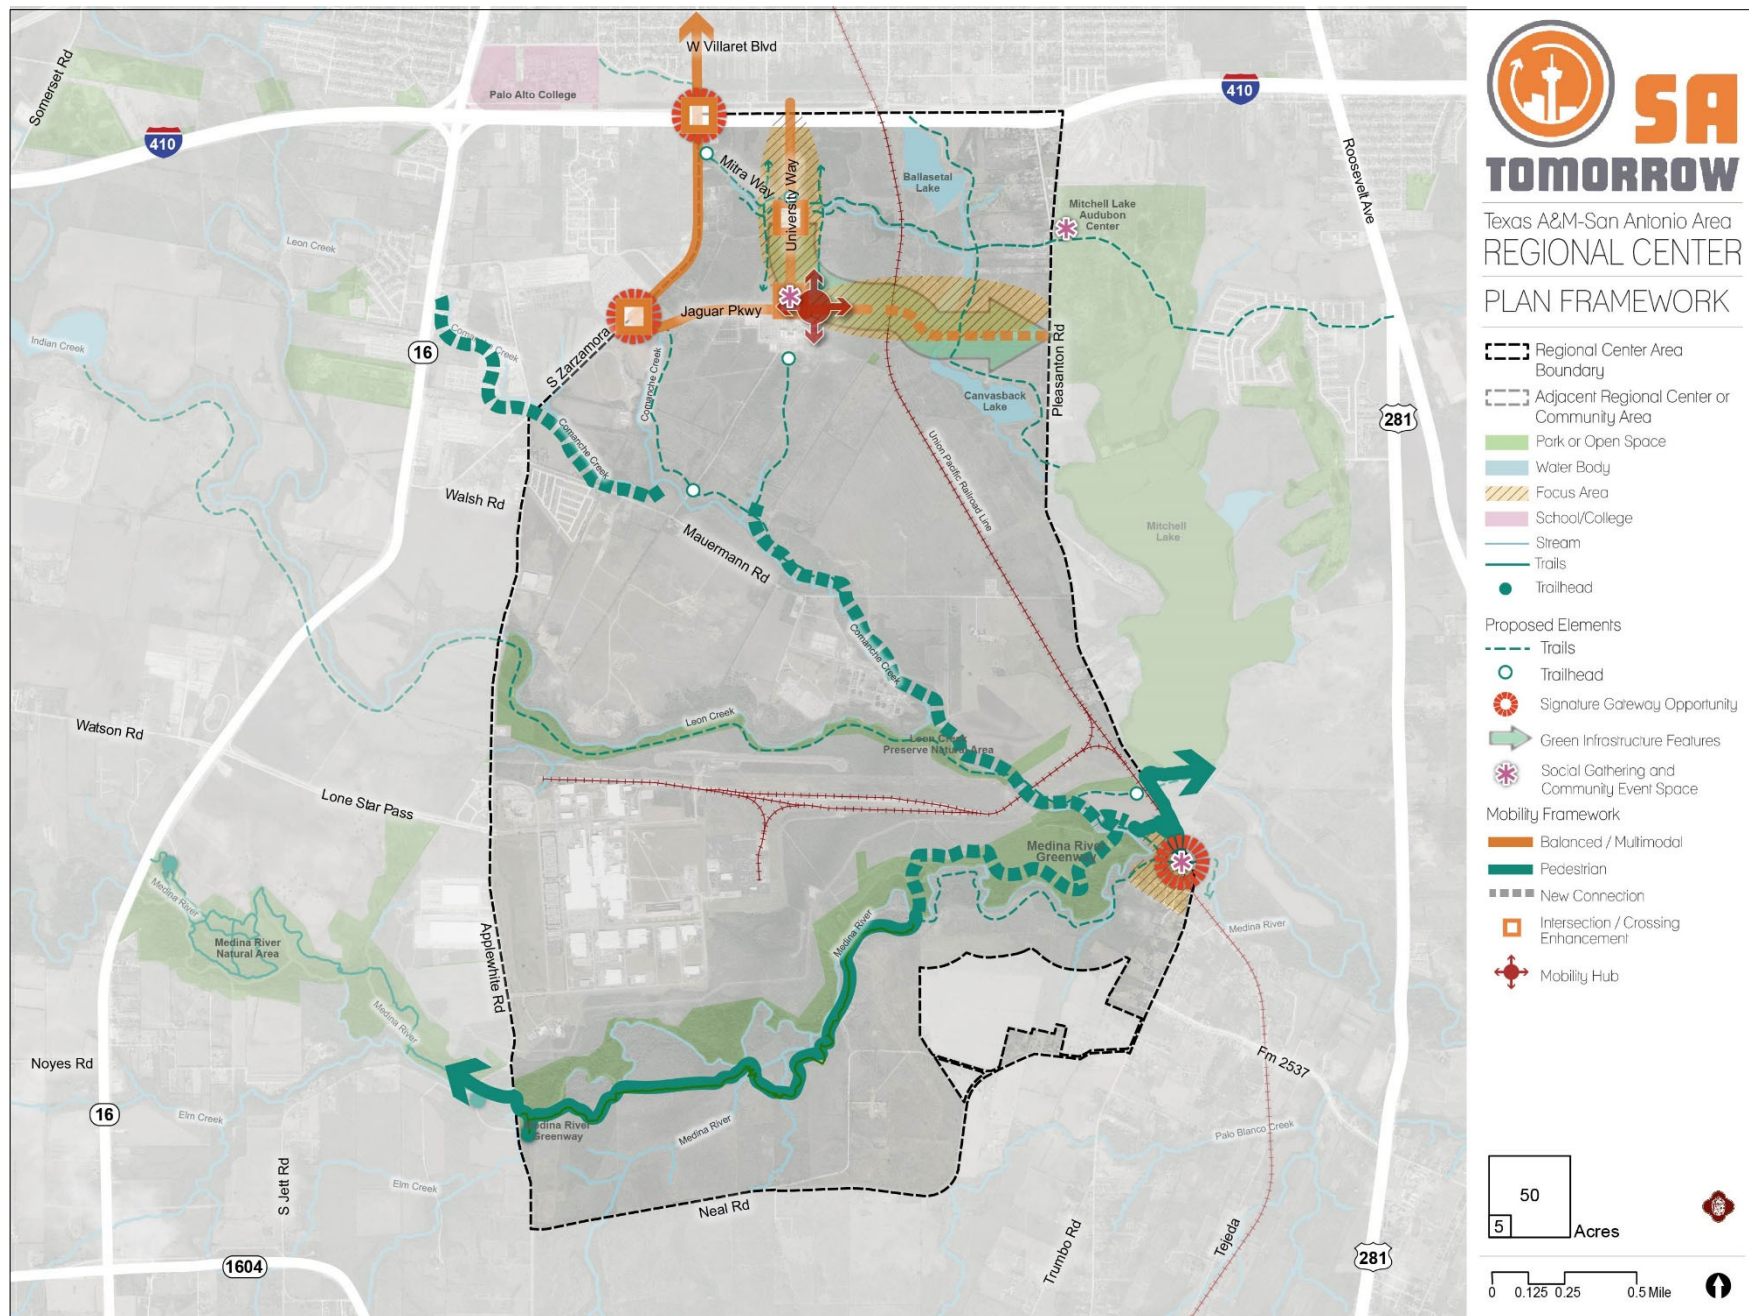 W Villaret Blvd
Somerset Rd
Palo Alto College
410
410
Roosevelt Ave
Mitra Way
University Way
Ballasetal
Lake
Mitchell Lake
Audubon
Center
Leon Creek
Jaguar Pkwy
Indian Creek
Comanche Creek
16
S Zarzamora
Comanche Creek
Canvasback
Lake
Pleasanton Rd
281
Comanche Creek
Union Pacific Railroad Line
Walsh Rd
Mauermann Rd
Mitchell
Lake
Comanche Creek
Watson Rd
Leon Creek
Leon Creek
Preserve Natural Area
Lone Star Pass
Medina River
Greenway
Medina River
Medina River
Natural Area
Applewhite Rd
Medina River
Medina River
Medina River
Noyes Rd
Fm 2537
16
Elm Creek
Medina River
Greenway
Medina River
Palo Blanco Creek
S Jett Rd
Elm Creek
Neal Rd
Trumbo Rd
Tejeda
1604
281
SA
TOMORROW
Texas A&M-San Antonio Area
REGIONAL CENTER
PLAN FRAMEWORK
Regional Center Area
Boundary
Adjacent Regional Center or
Community Area
Park or Open Space
Water Body
Focus Area
School/College
Stream
Trails
Trailhead
Proposed Elements
Trails
Trailhead
Signature Gateway Opportunity
Green Infrastructure Features
Social Gathering and
Community Event Space
Mobility Framework
Balanced / Multimodal
Pedestrian
New Connection
Intersection / Crossing
Enhancement
Mobility Hub
50
5
Acres
0 0.125 0.25 0.5 Mile